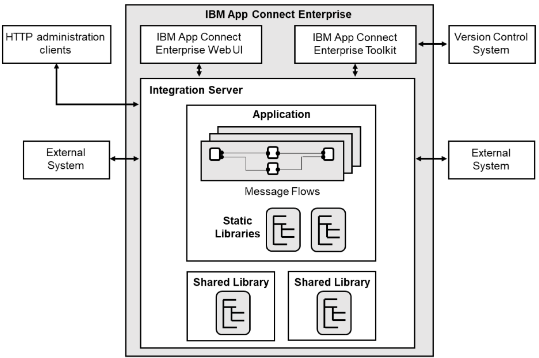 IBM App Connect Enterprise
HTTP administration
clients
IBM App Connect
Enterprise Web UI
IBM App Connect
Enterprise Toolkit
Version Control
System
Integration Server
Application
External
System
External
System
Message Flows
Static
Libraries
Shared Library
Shared Library